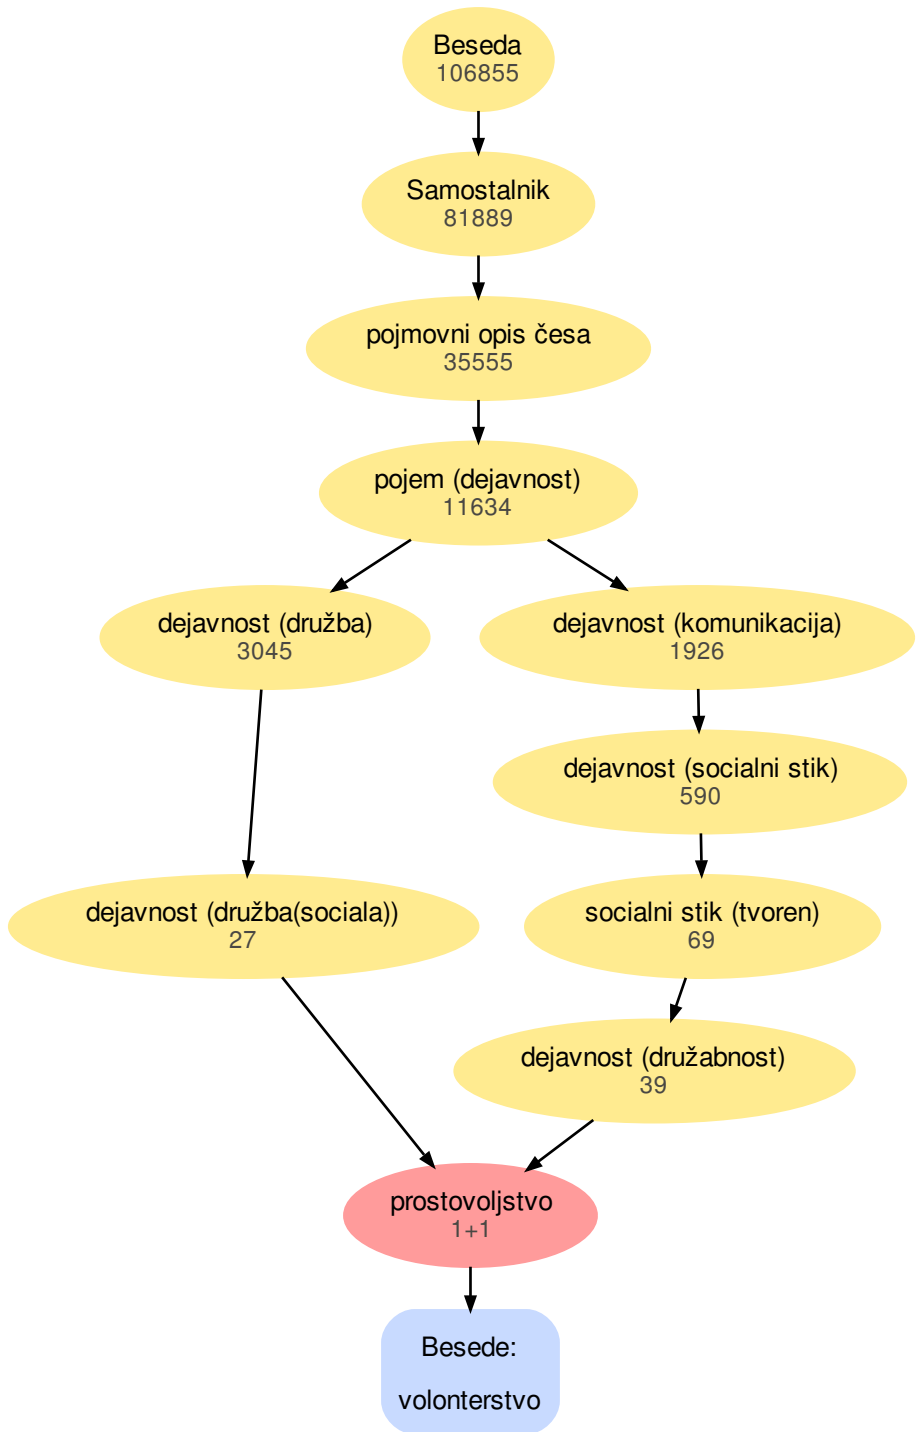 Beseda
106855
Samostalnik
81889
pojmovni opis česa
35555
pojem (dejavnost)
11634
dejavnost (družba)
3045
dejavnost (komunikacija)
1926
dejavnost (socialni stik)
590
dejavnost (družba(sociala))
27
socialni stik (tvoren)
69
dejavnost (družabnost)
39
prostovoljstvo
1+1
Besede:
volonterstvo